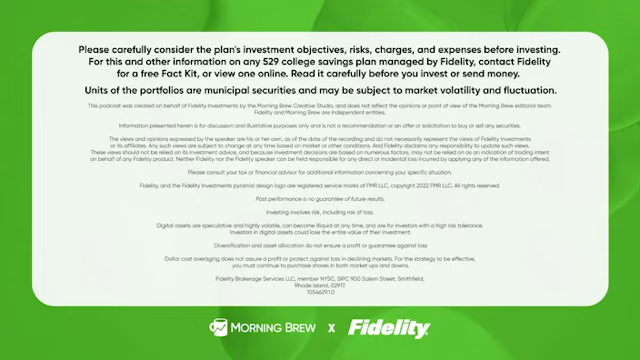 Please carefully consider the plan's investment objectives, risks, charges, and expenses before investing.
For this and other information on any 529 college savings plan managed by Fidelity, contact Fidelity
for a free Fact Kit, or view one online. Read it carefully before you invest or send money.
Units of the portfolios are municipal securities and may be subject to market volatility and fluctuation.
This podcast was created on behalf of Fidelity Investments by the Morning Brew Creative Studio, and does not reflect the opinions or point of view of the Morning Brew editorial team.
Fidelity and Morning Brew are independent entities.
Information presented herein is for discussion and illustrative purposes only and is not a recommendation or an offer or solicitation to buy or sell any securities.
The views and opinions expressed by the speaker are his or her own, as of the date of the recording and do not necessarily represent the views of Fidelity Investments
or its affiliates. Any such views are subject to change at any time based on market or other conditions. And Fidelity disclaims any responsibility to update such views.
These views should not be relied on as investment advice, and because investment decisions are based on numerous factors, may not be relied on as an indication of trading intent
on behalf of any Fidelity product. Neither Fidelity nor the Fidelity speaker can be held responsible for any direct or incidental loss incurred by applying any of the information offered.
Please consult your tax or financial advisor for additional information concerning your specific situation.
Fidelity, and the Fidelity Investments pyramid design logo are registered service marks of FMR LLC, copyright 2022 FMR LLC. All rights reserved.
Past performance is no guarantee of future results.
Investing involves risk, including risk of loss.
Digital assets are speculative and highly volatile, can become illiquid at any time, and are for investors with a high risk tolerance.
Investors in digital assets could lose the entire value of their investment.
Diversification and asset allocation do not ensure a profit or guarantee against loss
Dollar cost averaging does not assure a profit or protect against loss in declining markets. For the strategy to be effective,
you must continue to purchase shares in both market ups and downs.
Fidelity Brokerage Services LLC, member NYSC, SIPC 900 Salem Street, Smithfield,
Rhode Island, 02917.
1054629.1.0
MORNING BREW x Fidelity